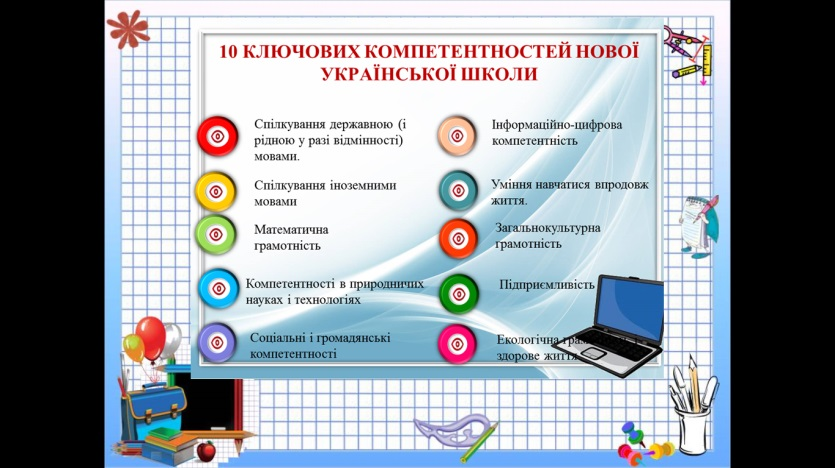 10 КЛЮЧОВИХ КОМПЕТЕНТНОСТЕЙ НОВОЇ
УКРАЇНСЬКОЇ ШКОЛИ
Спілкування державною (і
рідною у разі відмінності)
мовами.
Спілкування іноземними
мовами
Математична
грамотність
Компетентності в природничих
науках і технологіях
Соціальні і громадянські
компетентності
Інформаційно-цифрова
компетентність
Уміння навчатися впродовж
життя.
Загальнокультурна
грамотність
Підприємливість
Екологічна
здорове життя